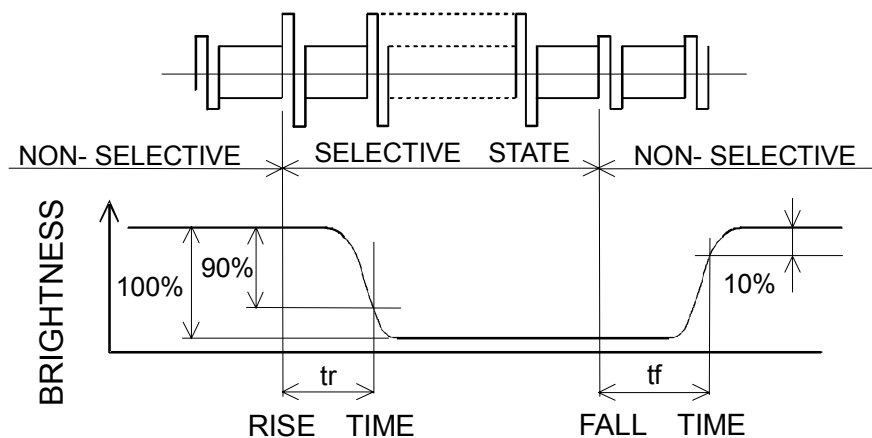 NON- SELECTIVE SELECTIVE STATE NON- SELECTIVE
BRIGHTNESS
100%
90%
10%
tr
tf
RISE TIME
FALL TIME